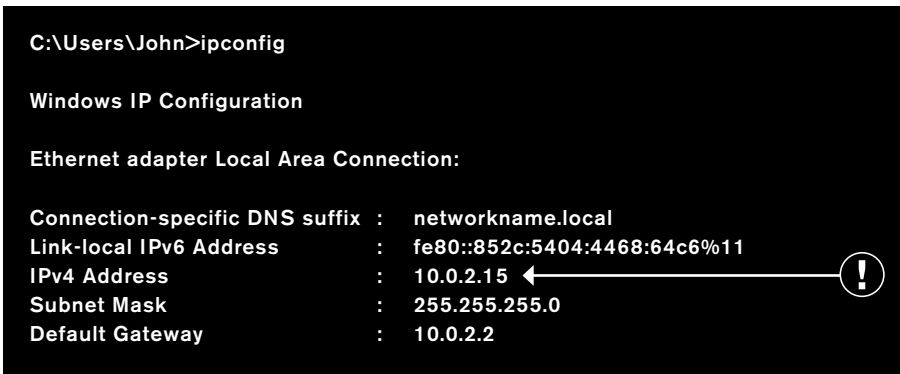 C:\Users\John>ipconfig
Windows IP Configuration
Ethernet adapter Local Area Connection:
Connection-specific DNS suffix : networkname.local
Link-local IPv6 Address : fe80::852c:5404:4468:64c6%11
IPv4 Address : 10.0.2.15
!
Subnet Mask : 255.255.255.0
Default Gateway : 10.0.2.2